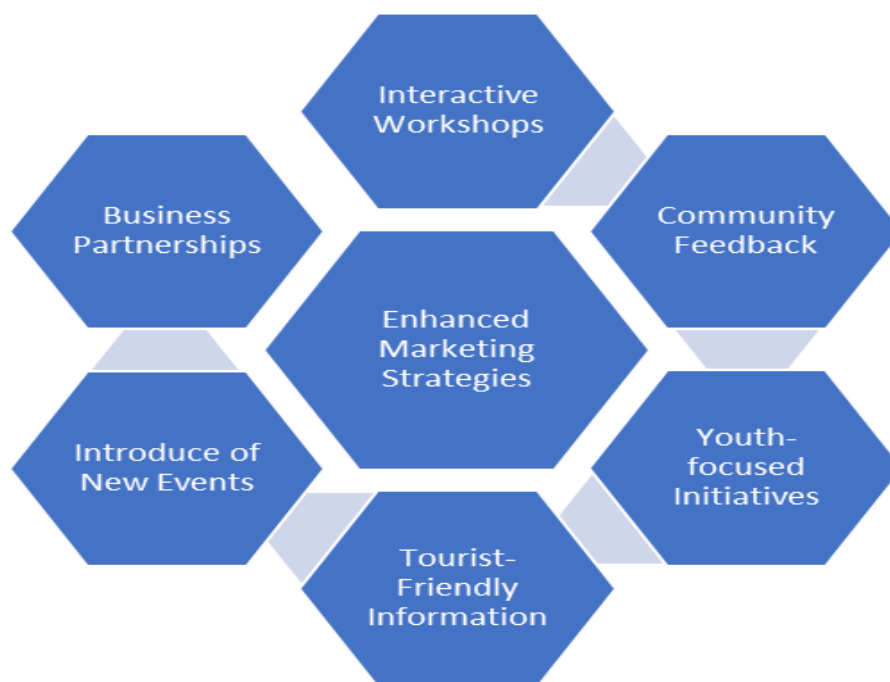 Interactive
Workshops
Business
Partnerships
Community
Feedback
Enhanced
Marketing
Strategies
Introduce of
New Events
Youth-
focused
Initiatives
Tourist-
Friendly
Information